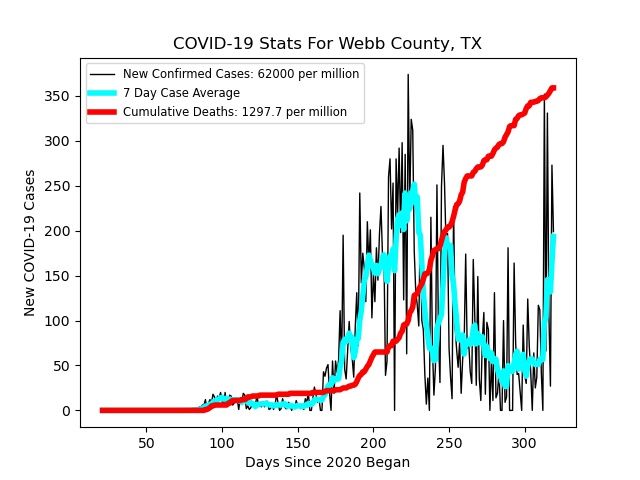 COVID-19 Stats For Webb County, TX
New Confirmed Cases: 62000 per million
7 Day Case Average
Cumulative Deaths: 1297.7 per million
New COVID-19 Cases
350
300
250
200
150
100
50
0
50 100 150 200 250 300
Days Since 2020 Began